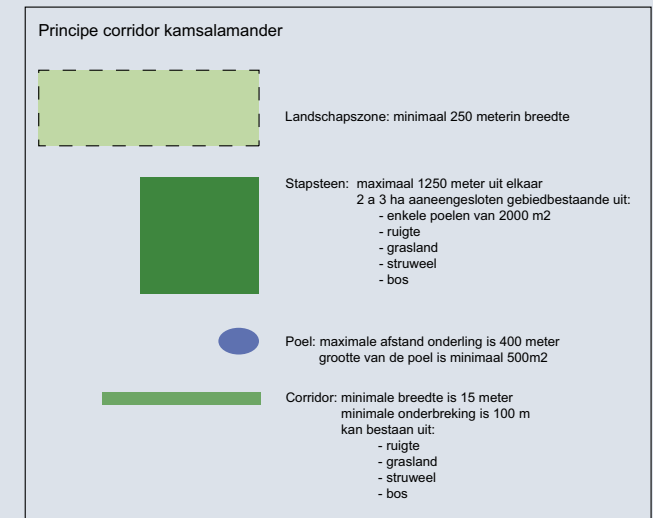 Principe corridor kamsalamander
Landschapszone: minimaal 250 meterin breedte
Stapsteen: maximaal 1250 meter uit elkaar
2 a 3 ha aaneengesloten gebiedbestaande uit:
- enkele poelen van 2000 m2
- ruigte
- grasland
- struweel
- bos
Poel: maximale afstand onderling is 400 meter
grootte van de poel is minimaal 500m2
Corridor: minimale breedte is 15 meter
minimale onderbreking is 100 m
kan bestaan uit:
- ruigte
- grasland
- struweel
- bos